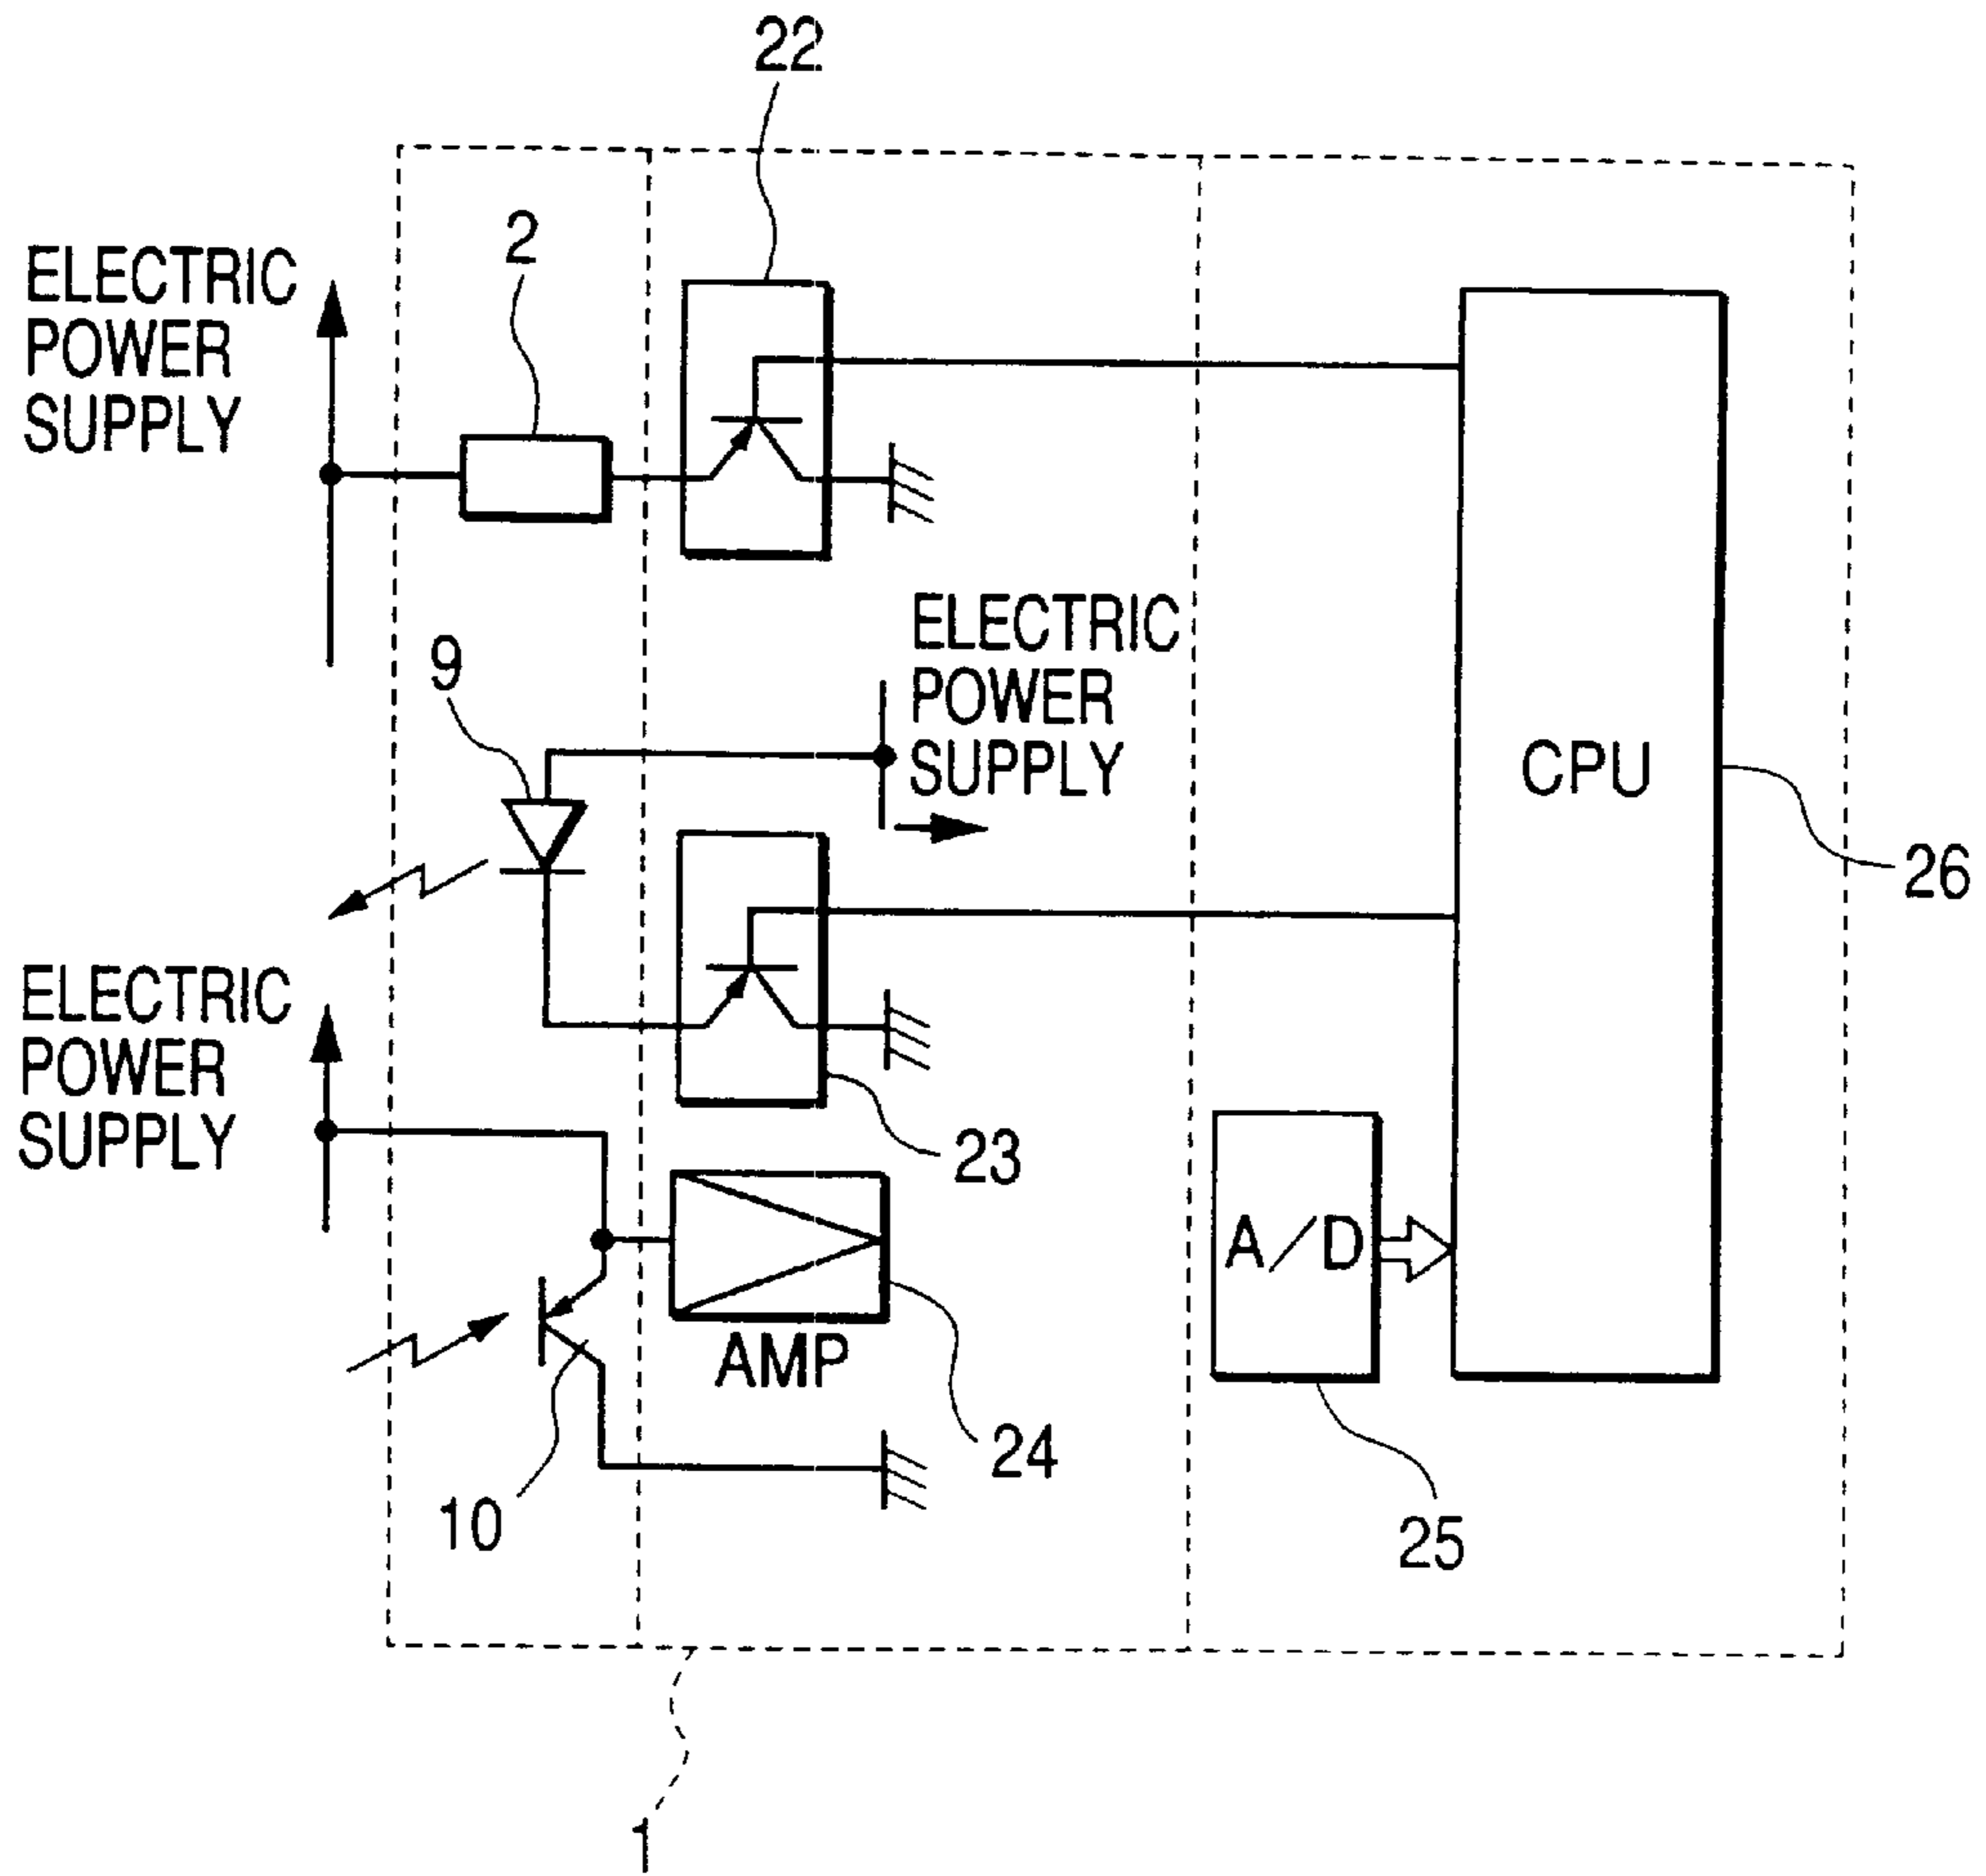 22
2
ELECTRIC
POWER
SUPPLY
9
ELECTRIC
POWER
SUPPLY
CPU
26
ELECTRIC
POWER
SUPPLY
23
A/D
AMP
24
10
25
1